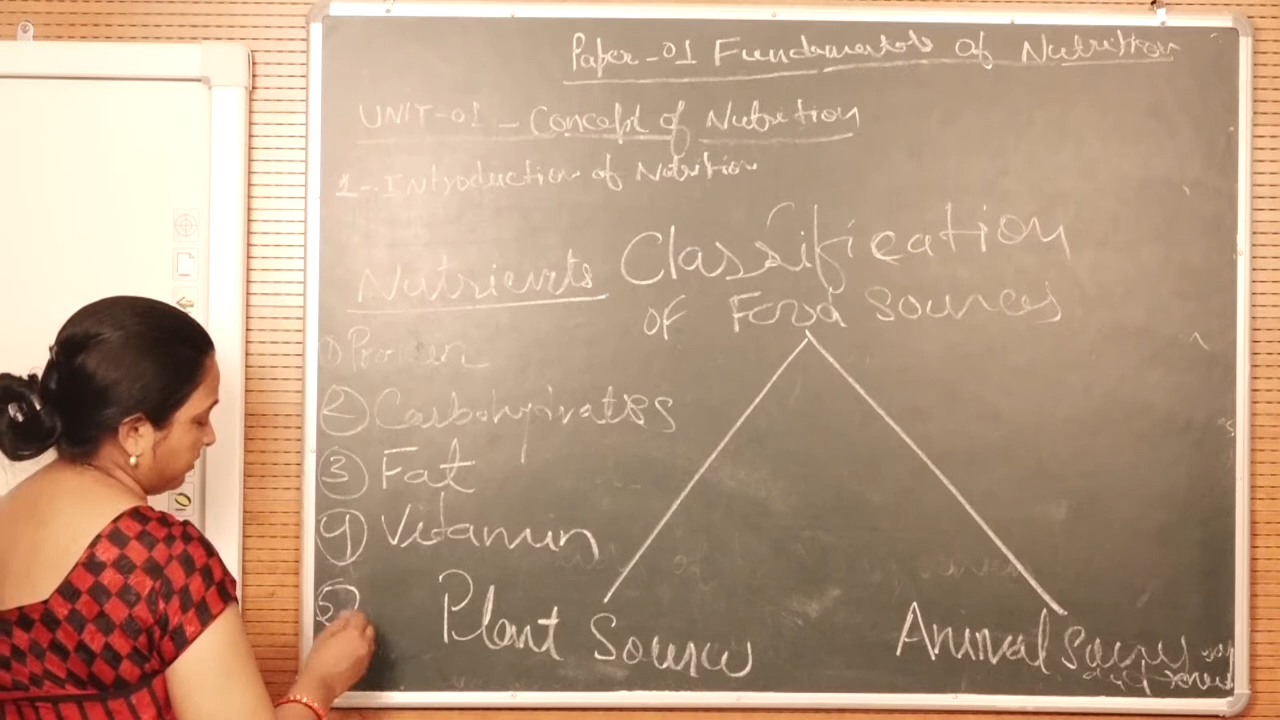 Paper-01 Fundamentals of Nutrition
UNIT-01 - Concept of Nutrition
1-Introduction of Nutrition
Nutrients
① Protein
② Carbohydrates
③ Fat
④ Vitamin
⑤
Classification
OF Food Sources
Plant Source
Animal Source